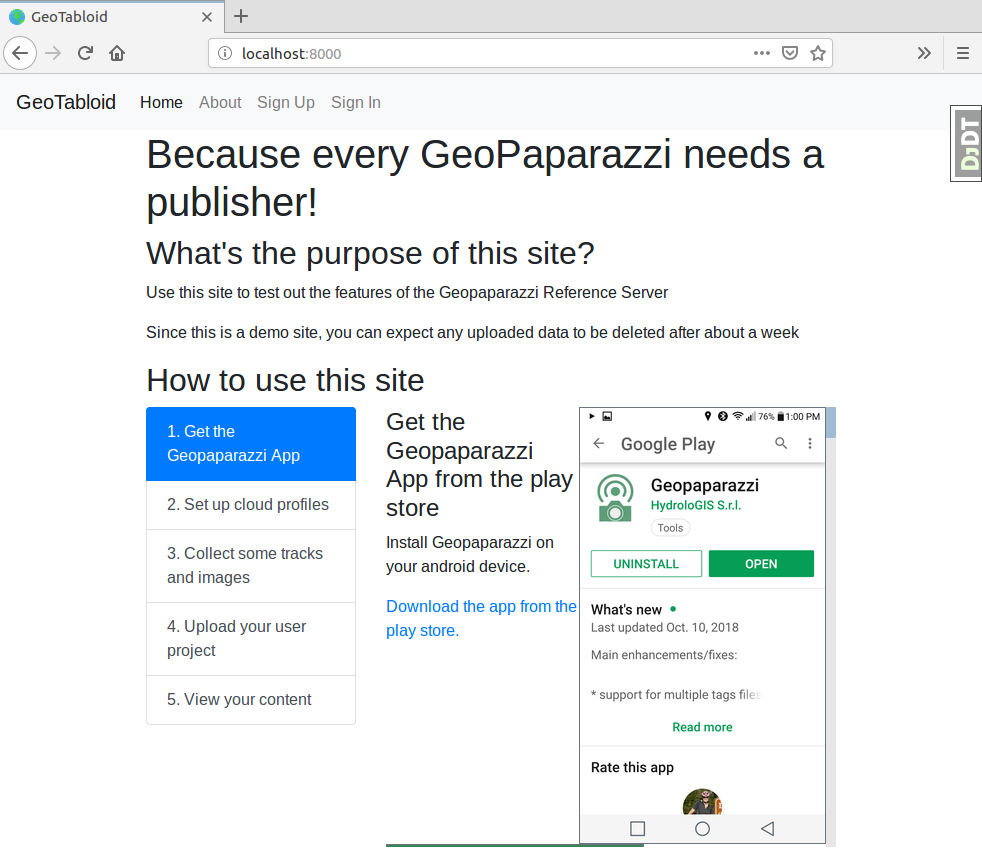 GeoTabloid
localhost:8000
GeoTabloid Home About Sign Up Sign In
DJDT
Because every GeoPaparazzi needs a
publisher!
What's the purpose of this site?
Use this site to test out the features of the Geopaparazzi Reference Server
Since this is a demo site, you can expect any uploaded data to be deleted after about a week
How to use this site
1. Get the
Geopaparazzi App
2. Set up cloud profiles
3. Collect some tracks
and images
4. Upload your user
project
5. View your content
Get the
Geopaparazzi
App from the play
store
Install Geopaparazzi on
your android device.
Download the app from the
play store.
76% 1:00 PM
Google Play
Geopaparazzi
HydroloGIS S.r.l.
Tools
UNINSTALL OPEN
What's new
Last updated Oct. 10, 2018
Main enhancements/fixes:
* support for multiple tags files
Read more
Rate this app